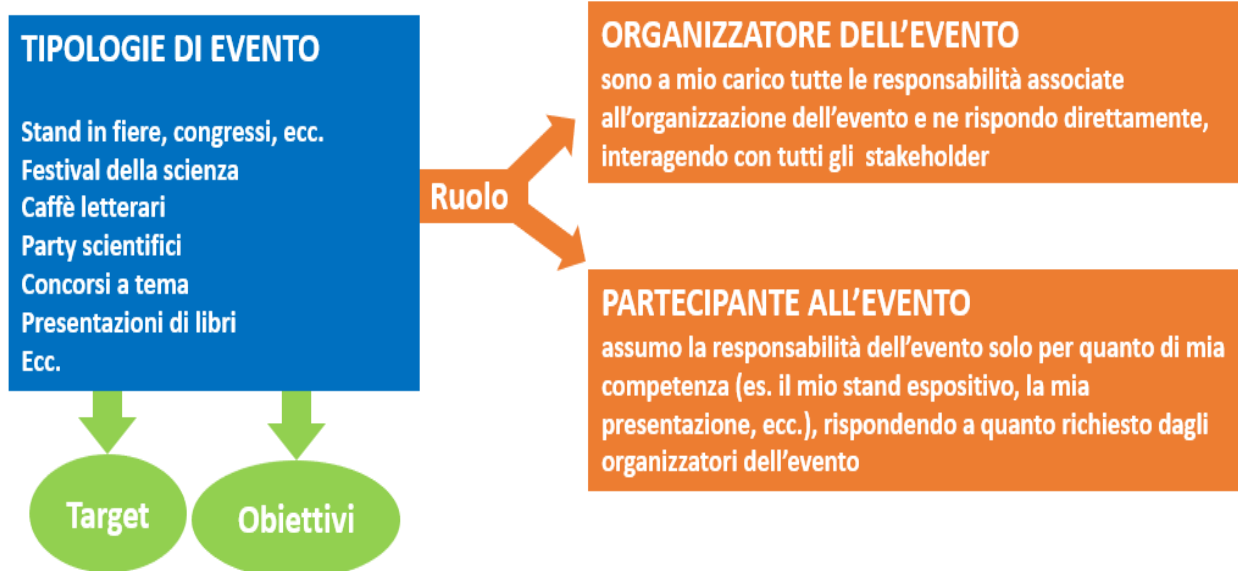 TIPOLOGIE DI EVENTO
Stand in fiere, congressi, ecc.
Festival della scienza
Caffè letterari
Party scientifici
Concorsi a tema
Presentazioni di libri
Ecc.
Target
Obiettivi
Ruolo
ORGANIZZATORE DELL’EVENTO
sono a mio carico tutte le responsabilità associate
all’organizzazione dell’evento e ne rispondo direttamente,
interagendo con tutti gli stakeholder
PARTECIPANTE ALL’EVENTO
assumo la responsabilità dell’evento solo per quanto di mia
competenza (es. il mio stand espositivo, la mia
presentazione, ecc.), rispondendo a quanto richiesto dagli
organizzatori dell’evento